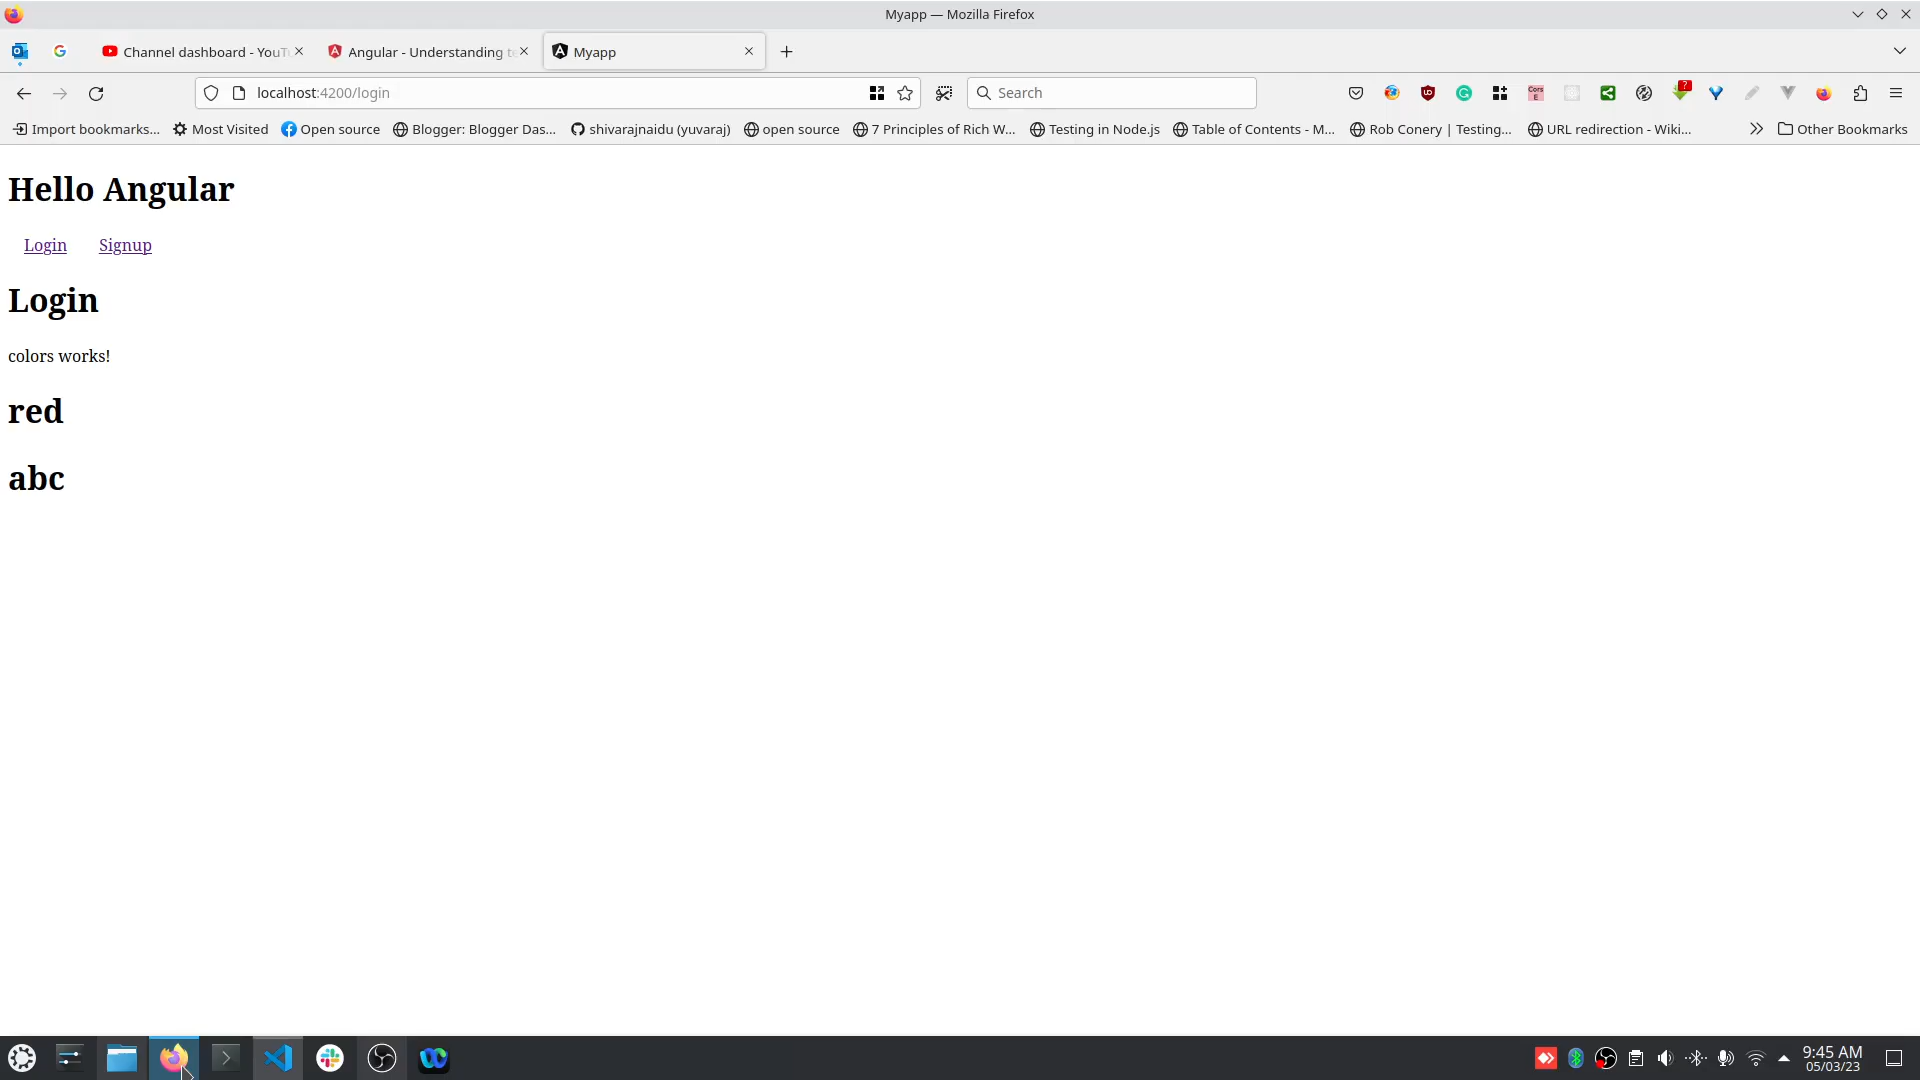 Myapp — Mozilla Firefox
Channel dashboard - YouT
Angular - Understanding te
Myapp
localhost:4200/login
Search
Import bookmarks...
Most Visited
Open source
Blogger: Blogger Das...
shivarajnaidu (yuvaraj)
open source
7 Principles of Rich W...
Testing in Node.js
Table of Contents - M...
Rob Conery | Testing...
URL redirection - Wiki...
Other Bookmarks
Hello Angular
Login Signup
Login
colors works!
red
abc
9:45 AM
05/03/23